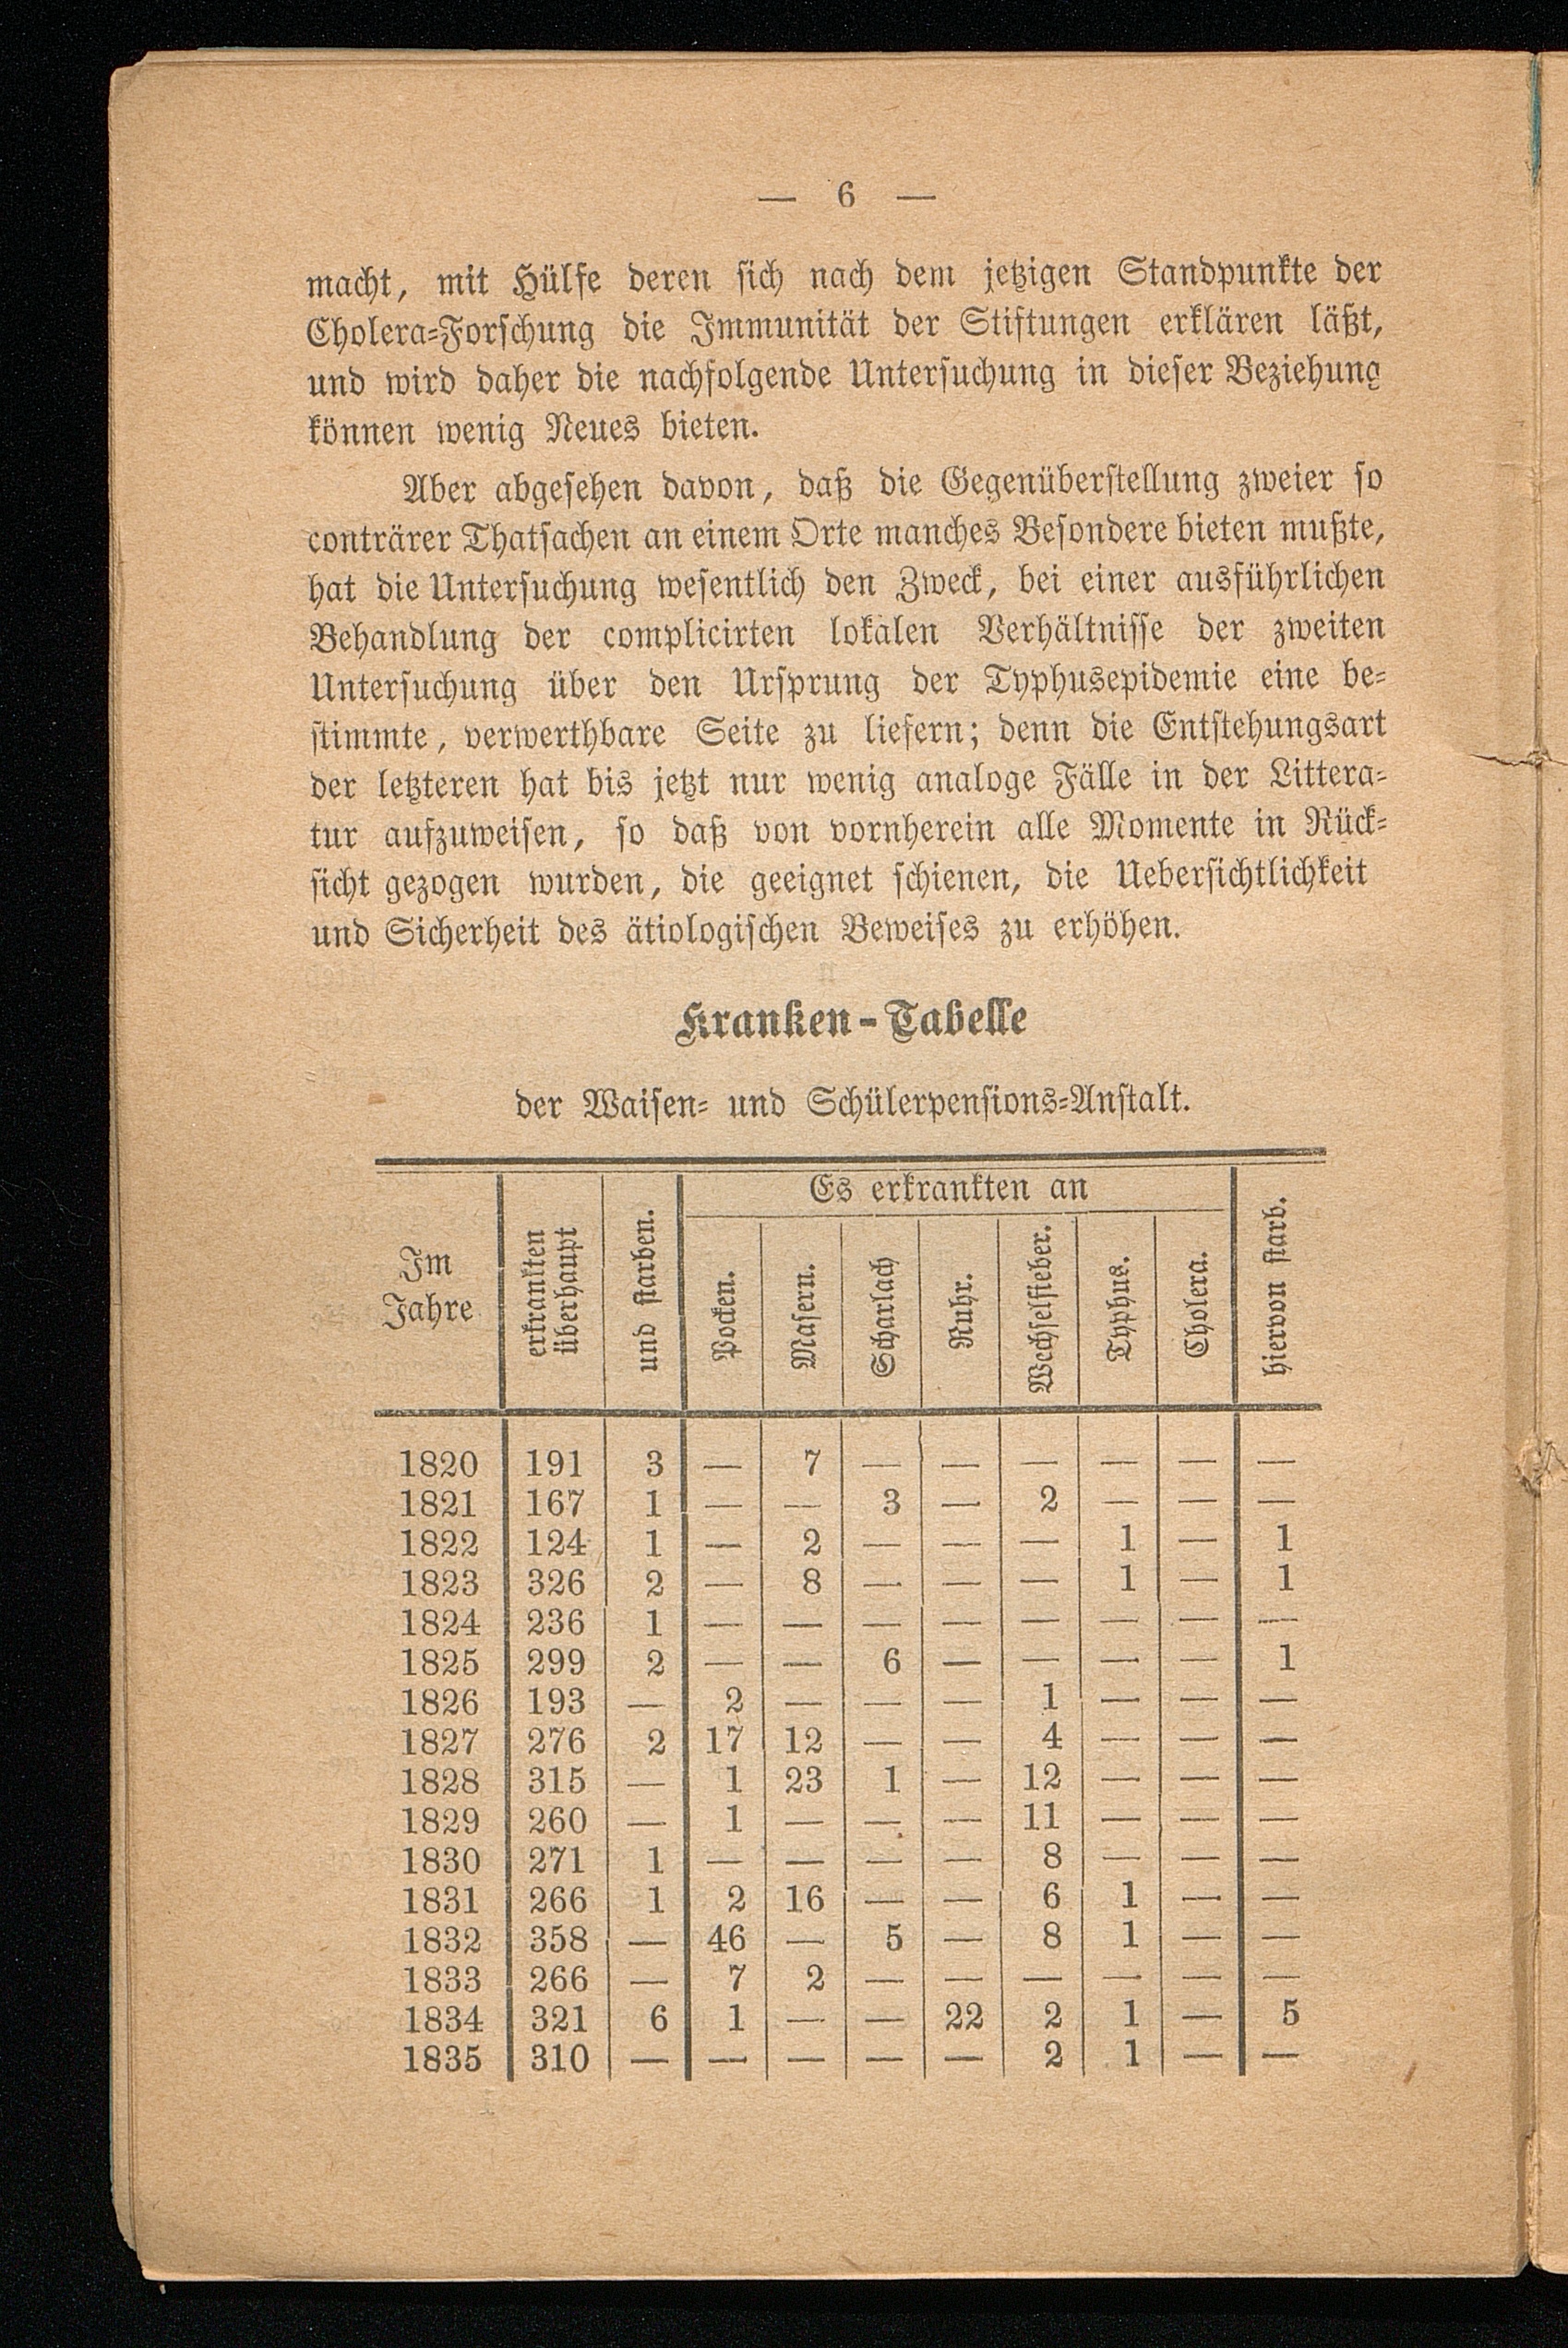 — 6 —
macht, mit Hülfe deren sich nach dem jetzigen Standpunkte der
Cholera-Forschung die Immunität der Stiftungen erklären läßt,
und wird daher die nachfolgende Untersuchung in dieser Beziehung
können wenig Neues bieten.
Aber abgesehen davon, daß die Gegenüberstellung zweier so
conträrer Thatsachen an einem Orte manches Besondere bieten mußte,
hat die Untersuchung wesentlich den Zweck, bei einer ausführlichen
Behandlung der complicirten lokalen Verhältnisse der zweiten
Untersuchung über den Ursprung der Typhusepidemie eine be-
stimmte, verwerthbare Seite zu liefern; denn die Entstehungsart
der letzteren hat bis jetzt nur wenig analoge Fälle in der Littera-
tur aufzuweisen, so daß von vornherein alle Momente in Rück-
sicht gezogen wurden, die geeignet schienen, die Uebersichtlichkeit
und Sicherheit des ätiologischen Beweises zu erhöhen.
Kranken-Tabelle
der Waisen- und Schülerpensions-Anstalt.
Im Jahre | erkrankten überhaupt | und starben. | Es erkrankten an | hiervon starb.
Pocken. | Masern. | Scharlach | Ruhr. | Wechselfieber. | Typhus. | Cholera.
1820 191 3 — 7 — — — — — —
1821 167 1 — — 3 — 2 — — —
1822 124 1 — 2 — — — 1 — 1
1823 326 2 — 8 — — — 1 — 1
1824 236 1 — — — — — — — —
1825 299 2 — — 6 — — — — 1
1826 193 — 2 — — — 1 — — —
1827 276 2 17 12 — — 4 — — —
1828 315 — 1 23 1 — 12 — — —
1829 260 — 1 — — — 11 — — —
1830 271 1 — — — — 8 — — —
1831 266 1 2 16 — — 6 1 — —
1832 358 — 46 — 5 — 8 1 — —
1833 266 — 7 2 — — — — — —
1834 321 6 1 — — 22 2 1 — 5
1835 310 — — — — — 2 1 — —